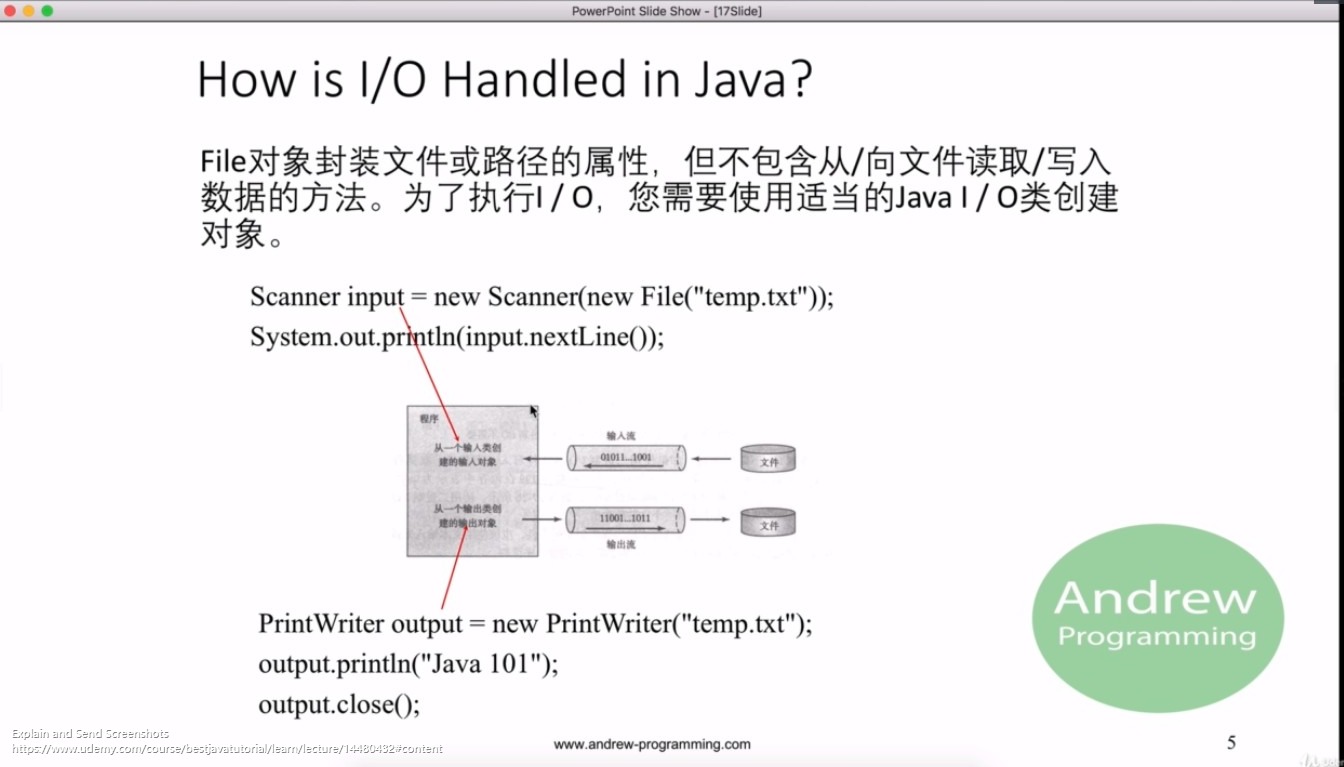 PowerPoint Slide Show - [17Slide]
How is I/O Handled in Java?
File对象封装文件或路径的属性，但不包含从/向文件读取/写入
数据的方法。为了执行I / O，您需要使用适当的Java I / O类创建
对象。
Scanner input = new Scanner(new File("temp.txt"));
System.out.println(input.nextLine());
程序
从一个输入类创
建的输入对象
输入流
01011...1001
文件
从一个输出类创
建的输出对象
11001...1011
输出流
文件
PrintWriter output = new PrintWriter("temp.txt");
output.println("Java 101");
output.close();
Andrew
Programming
Explain and Send Screenshots
https://www.udemy.com/course/bestjavatutorial/learn/lecture/14480432#content
www.andrew-programming.com
5